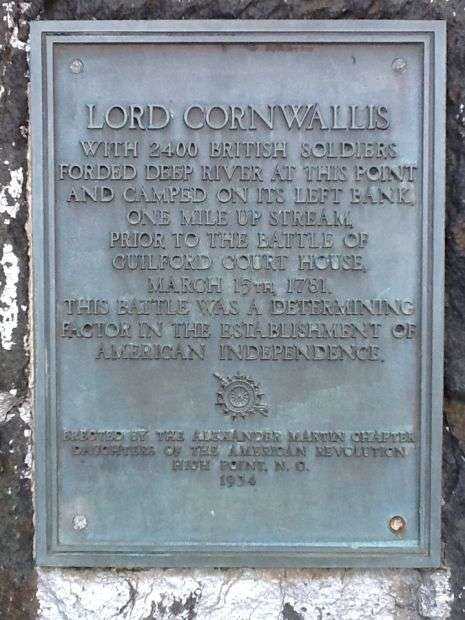 LORD CORNWALLIS
WITH 2400 BRITISH SOLDIERS
FORDED DEEP RIVER AT THIS POINT
AND CAMPED ON ITS LEFT BANK,
ONE MILE UP STREAM,
PRIOR TO THE BATTLE OF
GUILFORD COURT HOUSE,
MARCH 15TH 1781.
THIS BATTLE WAS A DETERMINING
FACTOR IN THE ESTABLISHMENT OF
AMERICAN INDEPENDENCE.
ERECTED BY THE ALEXANDER MARTIN CHAPTER
DAUGHTERS OF THE AMERICAN REVOLUTION
HIGH POINT, N. C.
1934